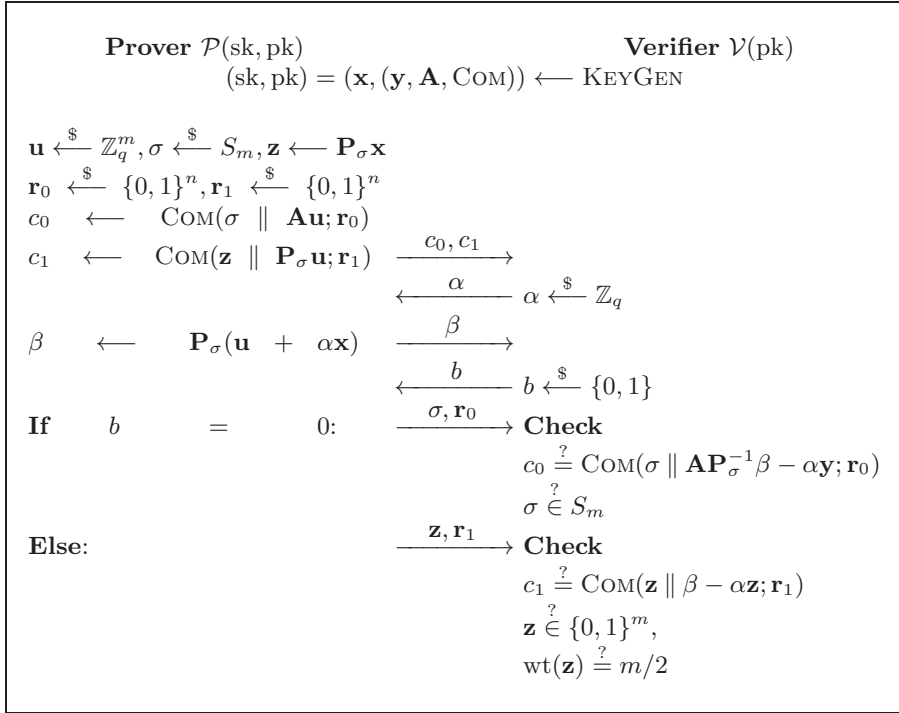 Prover 𝒫(sk, pk) Verifier 𝒱(pk)
(sk, pk) = (x, (y, A, COM)) ⟵ KEYGEN
u ⟵$ ℤ_q^m, σ ⟵$ S_m, z ⟵ P_σ x
r_0 ⟵$ {0, 1}^n, r_1 ⟵$ {0, 1}^n
c_0 ⟵ COM(σ ∥ Au; r_0)
c_1 ⟵ COM(z ∥ P_σ u; r_1) c_0, c_1 ⟶
⟵ α α ⟵$ ℤ_q
β ⟵ P_σ(u + αx) β ⟶
⟵ b b ⟵$ {0, 1}
If b = 0: σ, r_0 ⟶ Check
c_0 ≟ COM(σ ∥ AP_σ^{-1}β − αy; r_0)
σ ∈? S_m
Else: z, r_1 ⟶ Check
c_1 ≟ COM(z ∥ β − αz; r_1)
z ∈? {0, 1}^m,
wt(z) ≟ m/2